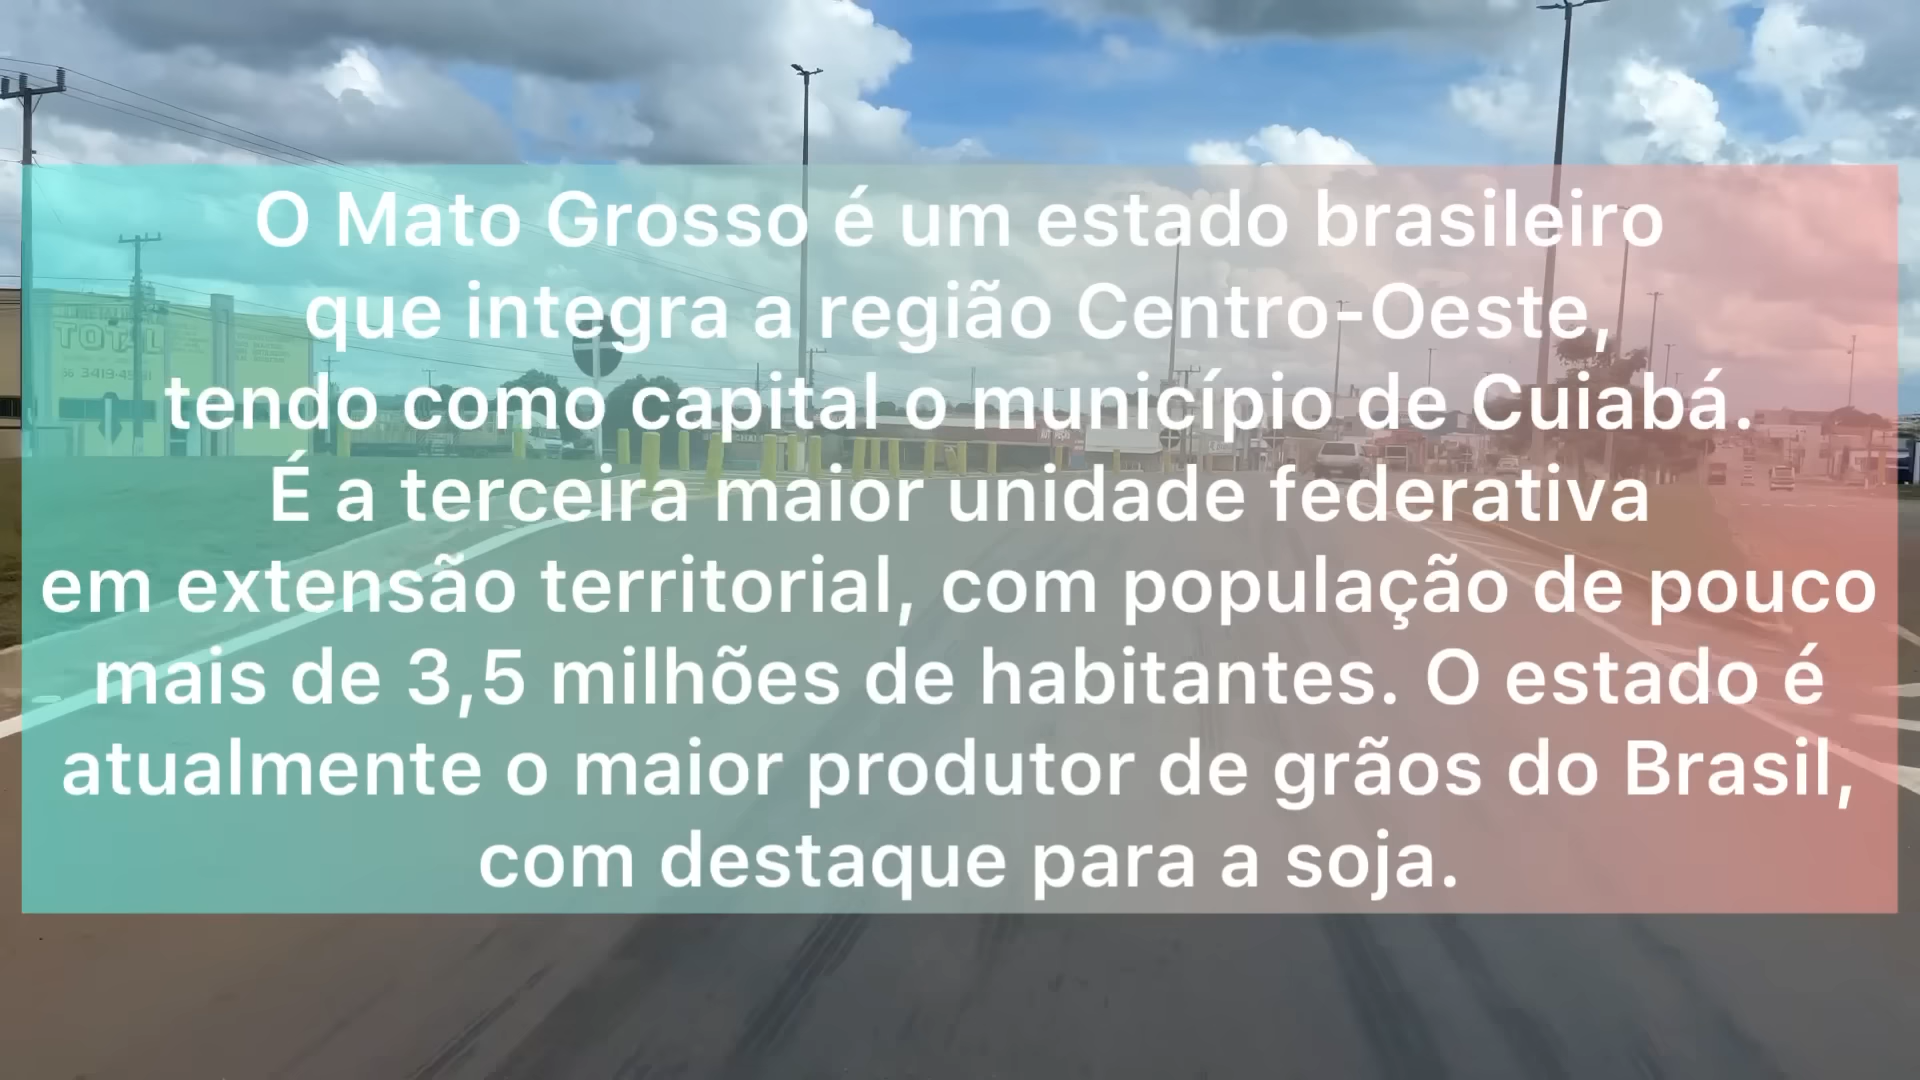 O Mato Grosso é um estado brasileiro
que integra a região Centro-Oeste,
tendo como capital o município de Cuiabá.
É a terceira maior unidade federativa
em extensão territorial, com população de pouco
mais de 3,5 milhões de habitantes. O estado é
atualmente o maior produtor de grãos do Brasil,
com destaque para a soja.
TOTAL